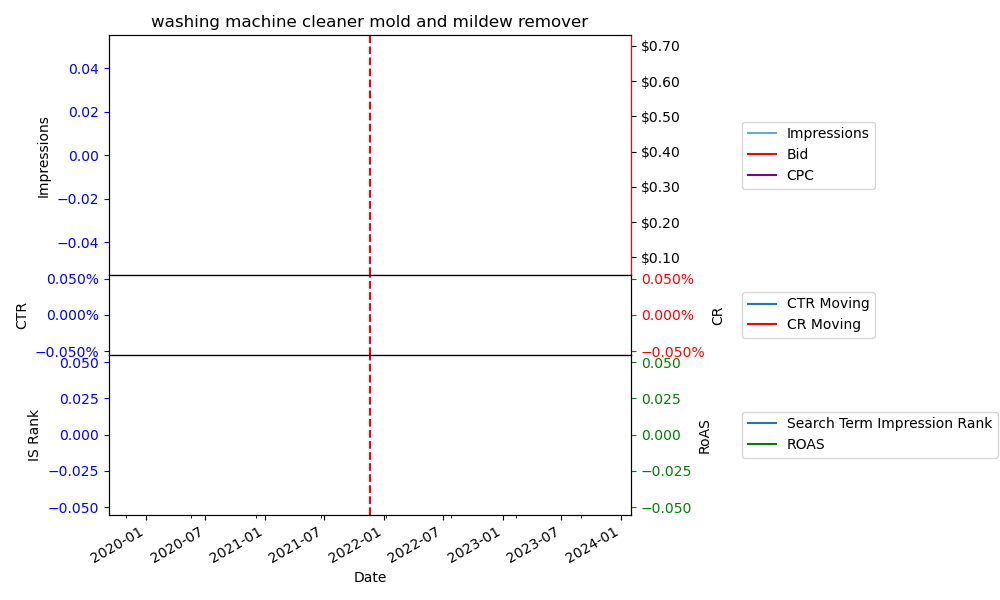 washing machine cleaner mold and mildew remover
0.04
0.02
0.00
−0.02
−0.04
Impressions
$0.70
$0.60
$0.50
$0.40
$0.30
$0.20
$0.10
Impressions
Bid
CPC
0.050%
0.000%
−0.050%
CTR
0.050%
0.000%
−0.050%
CR
CTR Moving
CR Moving
0.050
0.025
0.000
−0.025
−0.050
IS Rank
0.050
0.025
0.000
−0.025
−0.050
RoAS
Search Term Impression Rank
ROAS
2020-01
2020-07
2021-01
2021-07
2022-01
2022-07
2023-01
2023-07
2024-01
Date